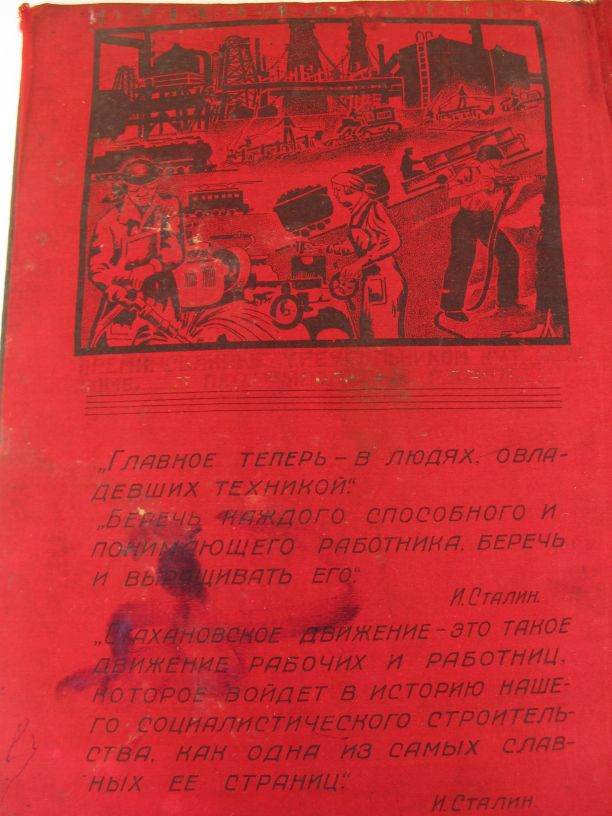 „Главное теперь – в людях, овла-
девших техникой“.
„Беречь каждого способного и
понимающего работника, беречь
и выращивать его“.
И. Сталин.
„Стахановское движение – это такое
движение рабочих и работниц,
которое войдет в историю наше-
го социалистического строитель-
ства, как одна из самых слав-
ных ее страниц“.
И. Сталин.